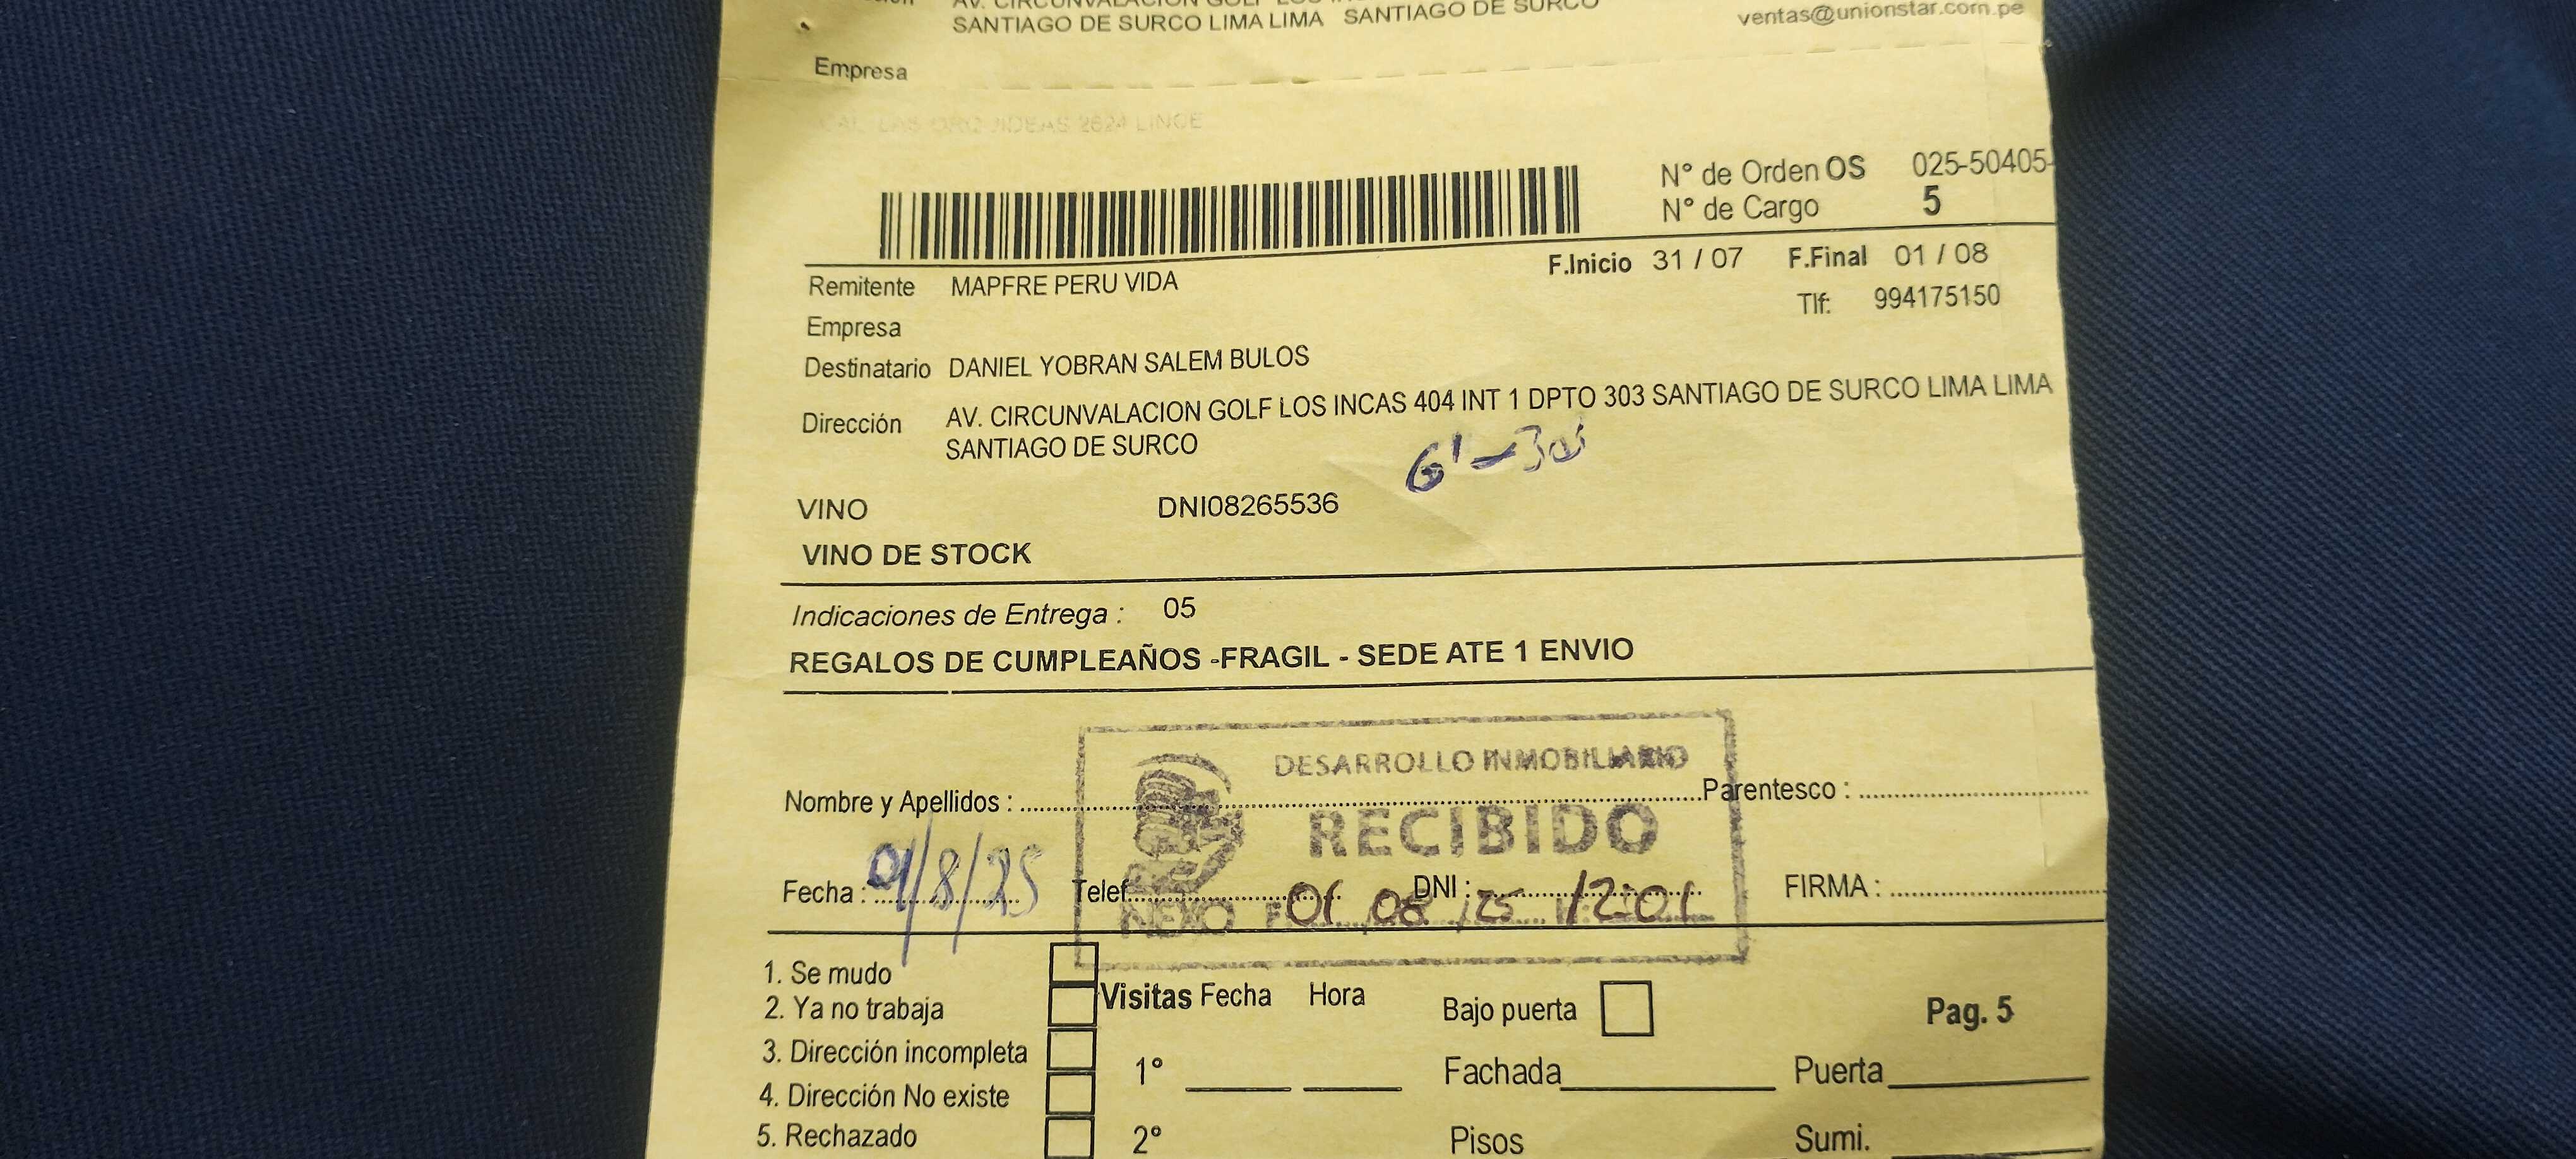 SANTIAGO DE SURCO LIMA LIMA SANTIAGO DE SURCO
ventas@unionstar.com.pe
Empresa
2624 LINCE
N° de Orden OS 025-50405-
N° de Cargo 5
F.Inicio 31 / 07 F.Final 01 / 08
Remitente MAPFRE PERU VIDA
Tlf: 994175150
Empresa
Destinatario DANIEL YOBRAN SALEM BULOS
Dirección AV. CIRCUNVALACION GOLF LOS INCAS 404 INT 1 DPTO 303 SANTIAGO DE SURCO LIMA LIMA
SANTIAGO DE SURCO
VINO DNI08265536
VINO DE STOCK
Indicaciones de Entrega : 05
REGALOS DE CUMPLEAÑOS -FRAGIL - SEDE ATE 1 ENVIO
DESARROLLO INMOBILIARIO
Nombre y Apellidos : Parentesco :
RECIBIDO
Fecha : 01/8/25 Telef. DNI : FIRMA :
NEXO F 01 08 25 12:01
1. Se mudo
2. Ya no trabaja
3. Dirección incompleta
4. Dirección No existe
5. Rechazado
Visitas Fecha Hora
1°
2°
Bajo puerta
Fachada
Pisos
Pag. 5
Puerta
Sumi.